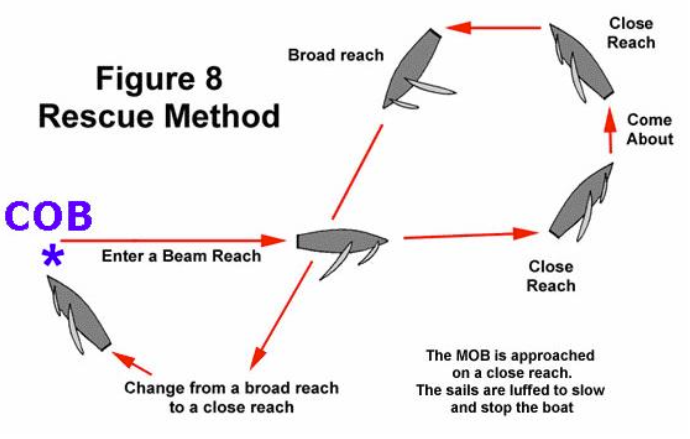 Figure 8
Rescue Method
Broad reach
Close
Reach
Come
About
COB
*
Enter a Beam Reach
Close
Reach
Change from a broad reach
to a close reach
The MOB is approached
on a close reach.
The sails are luffed to slow
and stop the boat